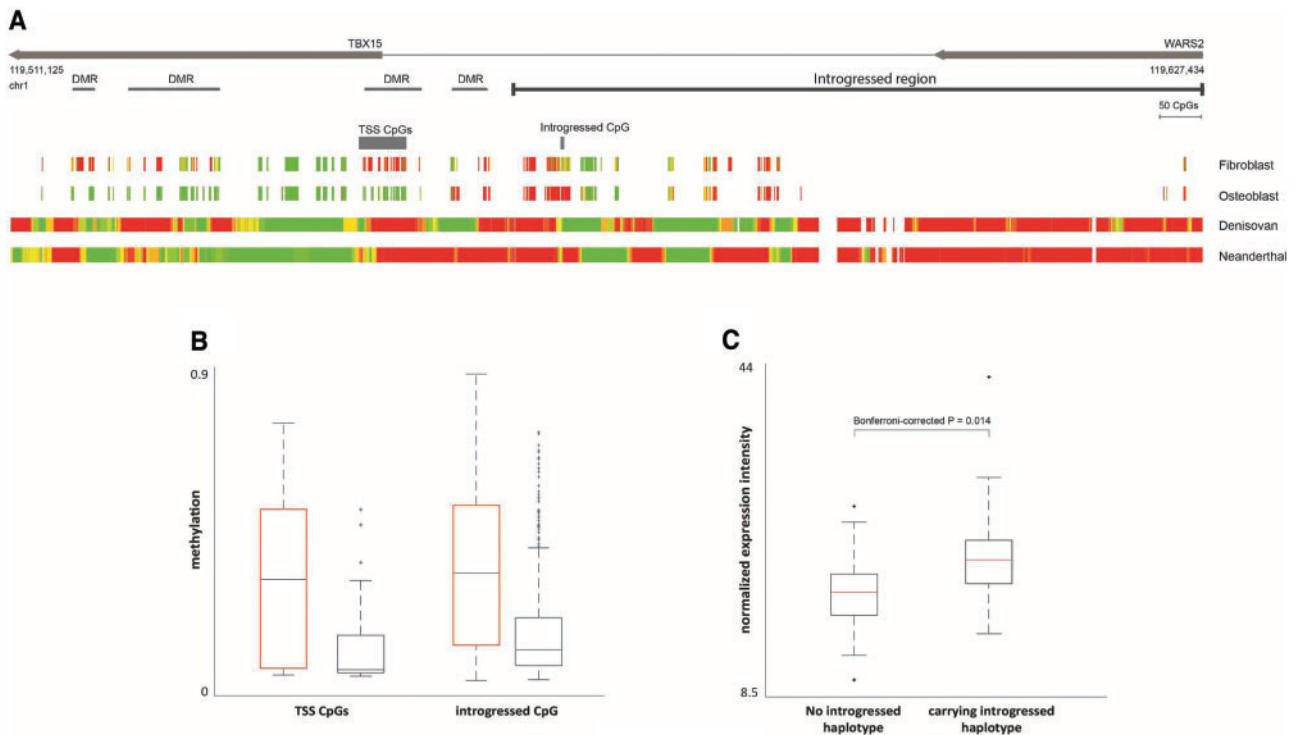 A
TBX15
WARS2
119,511,125
119,627,434
chr1
DMR
DMR
DMR
DMR
Introgressed region
50 CpGs
TSS CpGs
Introgressed CpG
Fibroblast
Osteoblast
Denisovan
Neanderthal
B
0.9
methylation
0
TSS CpGs
introgressed CpG
C
44
Bonferroni-corrected P = 0.014
normalized expression intensity
8.5
No introgressed
haplotype
carrying introgressed
haplotype